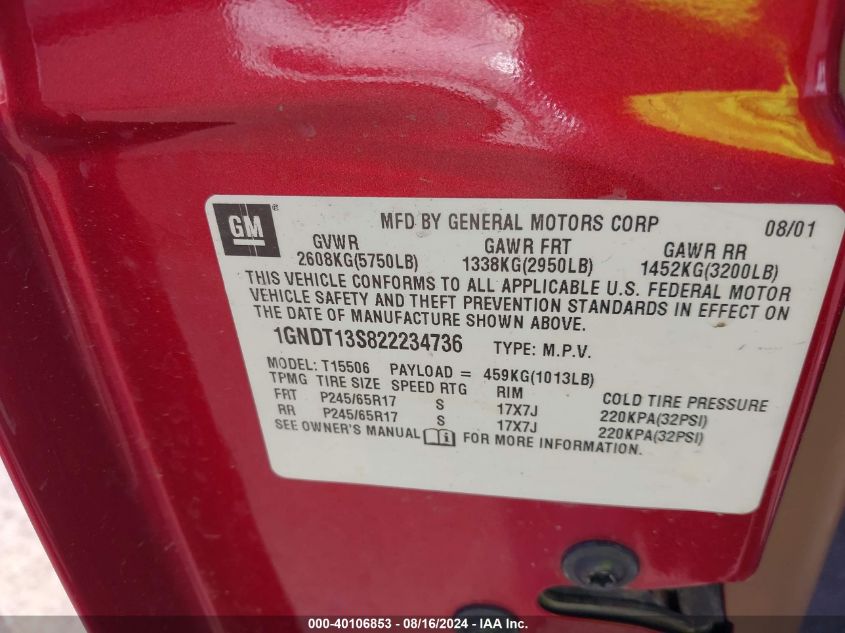 GM ® MFD BY GENERAL MOTORS CORP 08/01
GVWR GAWR FRT GAWR RR
2608KG(5750LB) 1338KG(2950LB) 1452KG(3200LB)
THIS VEHICLE CONFORMS TO ALL APPLICABLE U.S. FEDERAL MOTOR
VEHICLE SAFETY AND THEFT PREVENTION STANDARDS IN EFFECT ON
THE DATE OF MANUFACTURE SHOWN ABOVE.
1GNDT13S822234736 TYPE: M.P.V.
MODEL: T15506 PAYLOAD = 459KG(1013LB)
TPMG TIRE SIZE SPEED RTG RIM COLD TIRE PRESSURE
FRT P245/65R17 S 17X7J 220KPA(32PSI)
RR P245/65R17 S 17X7J 220KPA(32PSI)
SEE OWNER'S MANUAL FOR MORE INFORMATION.
000-40106853 - 08/16/2024 - IAAI.com